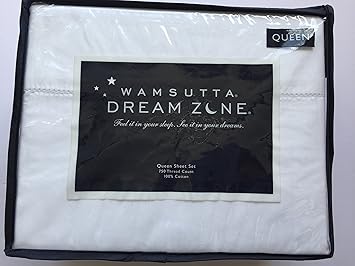 QUEEN
WAMSUTTA®
DREAM ZONE®
Feel it in your sleep. See it in your dreams.
Queen Sheet Set
750 Thread Count
100% Cotton